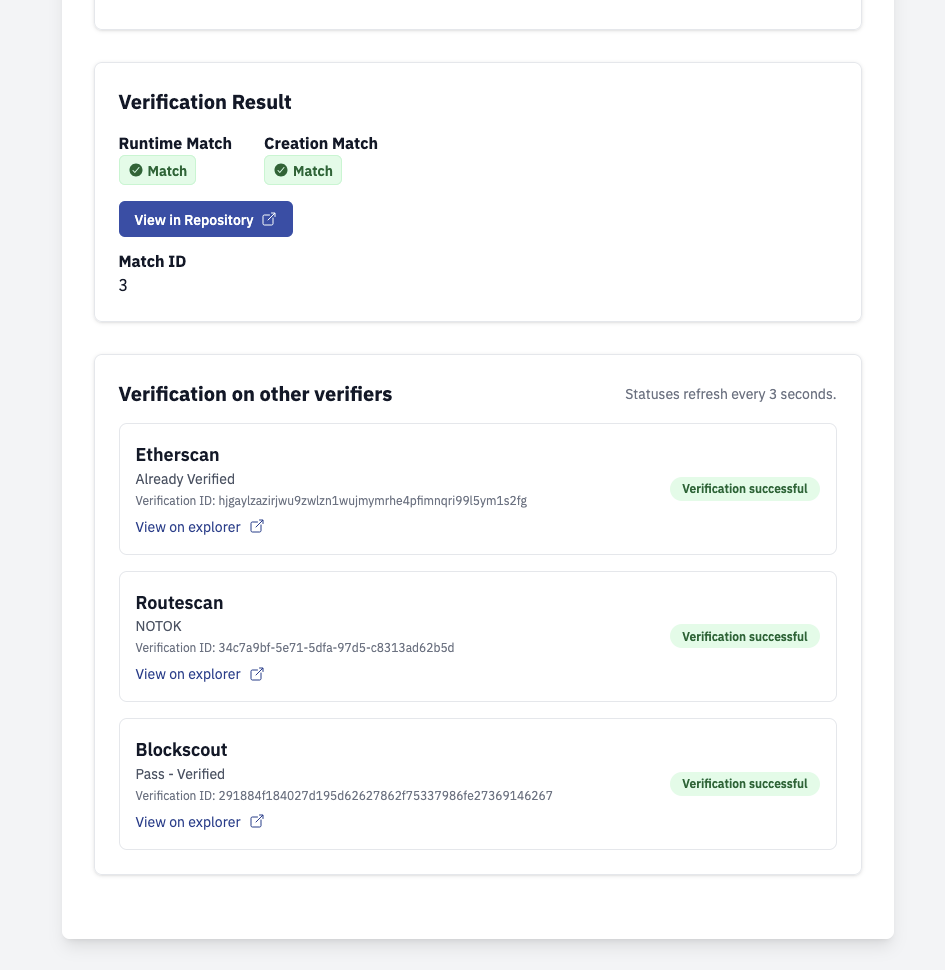 Verification Result
Runtime Match
Creation Match
Match
Match
View in Repository
Match ID
3
Verification on other verifiers
Statuses refresh every 3 seconds.
Etherscan
Already Verified
Verification ID: hjgaylzazirjwu9zwlzn1wujmymrhe4pfimnqri99l5ym1s2fg
View on explorer
Verification successful
Routescan
NOTOK
Verification ID: 34c7a9bf-5e71-5dfa-97d5-c8313ad62b5d
View on explorer
Verification successful
Blockscout
Pass - Verified
Verification ID: 291884f184027d195d62627862f75337986fe27369146267
View on explorer
Verification successful